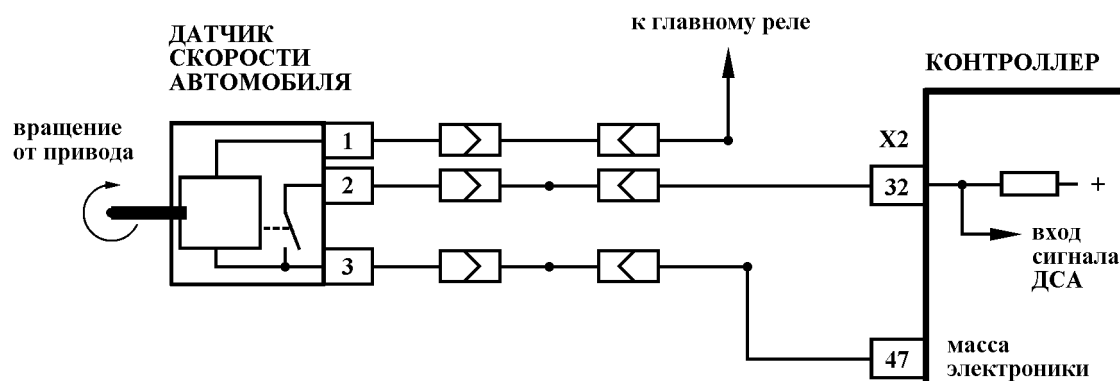 ДАТЧИК
СКОРОСТИ
АВТОМОБИЛЯ
к главному реле
КОНТРОЛЛЕР
вращение
от привода
1
2
3
X2
32
+
вход
сигнала
ДСА
47
масса
электроники